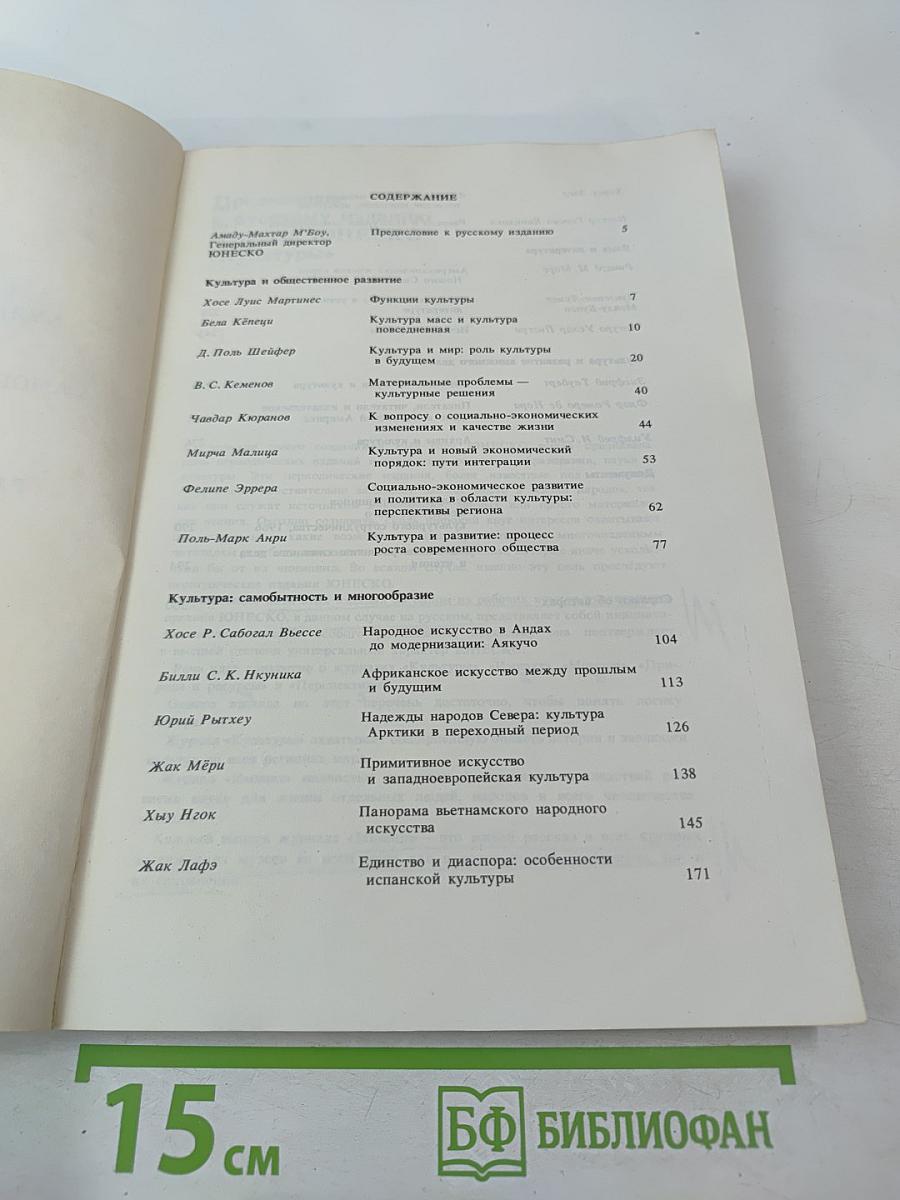 СОДЕРЖАНИЕ
Амаду-Махтар М'Боу, Предисловие к русскому изданию 5
Генеральный директор
ЮНЕСКО
Культура и общественное развитие
Хосе Луис Мартинес Функции культуры 7
Бела Кёпеци Культура масс и культура
повседневная 10
Д. Поль Шейфер Культура и мир: роль культуры
в будущем 20
В. С. Кеменов Материальные проблемы —
культурные решения 40
Чавдар Кюранов К вопросу о социально-экономических
изменениях и качестве жизни 44
Мирча Малица Культура и новый экономический
порядок: пути интеграции 53
Фелипе Эррера Социально-экономическое развитие
и политика в области культуры:
перспективы региона 62
Поль-Марк Анри Культура и развитие: процесс
роста современного общества 77
Культура: самобытность и многообразие
Хосе Р. Сабогал Вьессе Народное искусство в Андах
до модернизации: Аякучо 104
Билли С. К. Нкуника Африканское искусство между прошлым
и будущим 113
Юрий Рытхеу Надежды народов Севера: культура
Арктики в переходный период 126
Жак Мёри Примитивное искусство
и западноевропейская культура 138
Хыу Нгок Панорама вьетнамского народного
искусства 145
Жак Лафэ Единство и диаспора: особенности
испанской культуры 171
15 см
БФ БИБЛИОФАН